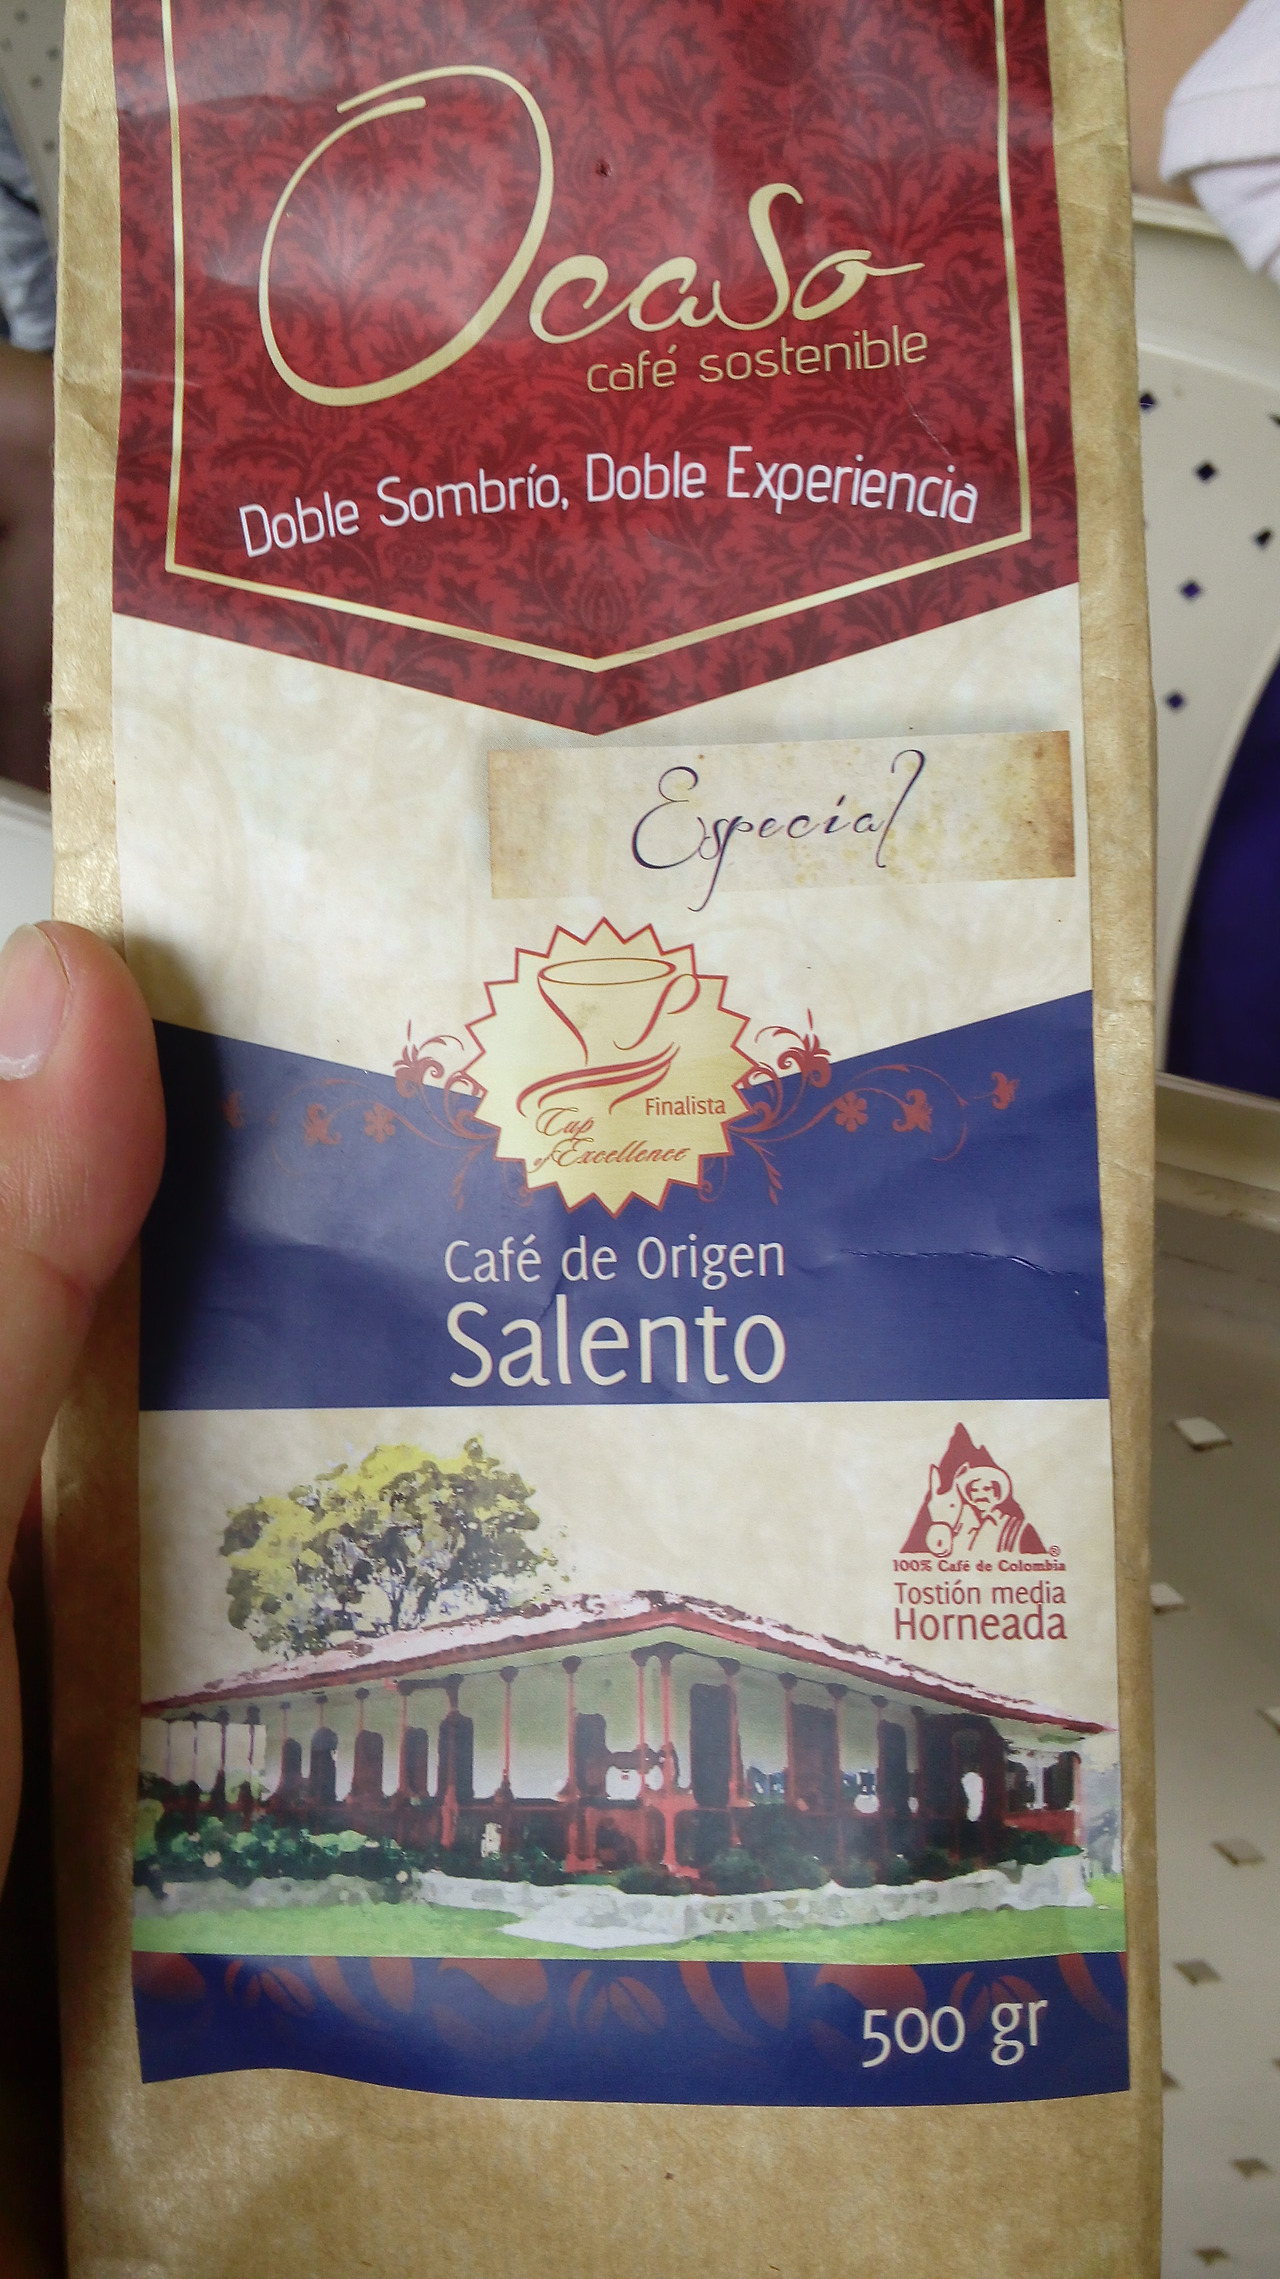 Ocaso
café sostenible
Doble Sombrío, Doble Experiencia
Especial
Finalista
Cup
of Excellence
Café de Origen
Salento
100% Café de Colombia
Tostión media
Horneada
500 gr